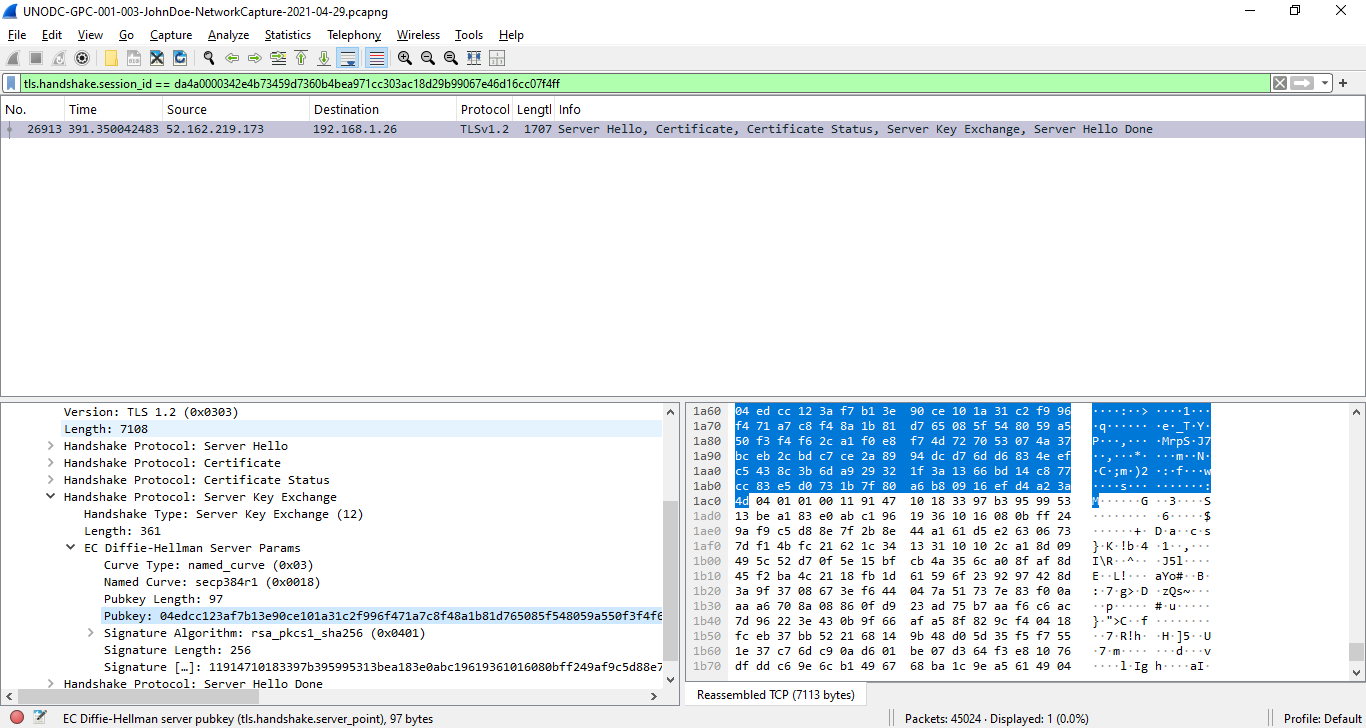 UNODC-GPC-001-003-JohnDoe-NetworkCapture-2021-04-29.pcapng
File Edit View Go Capture Analyze Statistics Telephony Wireless Tools Help
tls.handshake.session_id == da4a0000342e4b73459d7360b4bea971cc303ac18d29b99067e46d16cc07f4ff
No. Time Source Destination Protocol Lengtl Info
26913 391.350042483 52.162.219.173 192.168.1.26 TLSv1.2 1707 Server Hello, Certificate, Certificate Status, Server Key Exchange, Server Hello Done
Version: TLS 1.2 (0x0303)
Length: 7108
Handshake Protocol: Server Hello
Handshake Protocol: Certificate
Handshake Protocol: Certificate Status
Handshake Protocol: Server Key Exchange
Handshake Type: Server Key Exchange (12)
Length: 361
EC Diffie-Hellman Server Params
Curve Type: named_curve (0x03)
Named Curve: secp384r1 (0x0018)
Pubkey Length: 97
Pubkey: 04edcc123af7b13e90ce101a31c2f996f471a7c8f48a1b81d765085f548059a550f3f4f6
Signature Algorithm: rsa_pkcs1_sha256 (0x0401)
Signature Length: 256
Signature […]: 11914710183397b395995313bea183e0abc19619361016080bff249af9c5d88e7
Handshake Protocol: Server Hello Done
1a60 04 ed cc 12 3a f7 b1 3e 90 ce 10 1a 31 c2 f9 96 ····:··> ····1···
1a70 f4 71 a7 c8 f4 8a 1b 81 d7 65 08 5f 54 80 59 a5 ·q······ ·e·_T·Y·
1a80 50 f3 f4 f6 2c a1 f0 e8 f7 4d 72 70 53 07 4a 37 P···,··· ·MrpS·J7
1a90 bc eb 2c bd c7 ce 2a 89 94 dc d7 6d d6 83 4e ef ··,···*· ···m··N·
1aa0 c5 43 8c 3b 6d a9 29 32 1f 3a 13 66 bd 14 c8 77 ·C·;m·)2 ·:·f···w
1ab0 cc 83 e5 d0 73 1b 7f 80 a6 b8 09 16 ef d4 a2 3a ····s··· ·······:
1ac0 4d 04 01 01 00 11 91 47 10 18 33 97 b3 95 99 53 M······G ··3····S
1ad0 13 be a1 83 e0 ab c1 96 19 36 10 16 08 0b ff 24 ········ ·6·····$
1ae0 9a f9 c5 d8 8e 7f 2b 8e 44 a1 61 d5 e2 63 06 73 ······+· D·a··c·s
1af0 7d f1 4b fc 21 62 1c 34 13 31 10 10 2c a1 8d 09 }·K·!b·4 ·1··,···
1b00 49 5c 52 d7 0f 5e 15 bf cb 4a 35 6c a0 8f af 8d I\R··^·· ·J5l····
1b10 45 f2 ba 4c 21 18 fb 1d 61 59 6f 23 92 97 42 8d E··L!··· aYo#··B·
1b20 3a 9f 37 08 67 3e f6 44 04 7a 51 73 7e 83 f0 0a :·7·g>·D ·zQs~···
1b30 aa a6 70 8a 08 86 0f d9 23 ad 75 b7 aa f6 c6 ac ··p····· #·u·····
1b40 7d 96 22 3e 43 0b 9f 66 af a5 8f 82 9c f4 04 18 }·">C··f ········
1b50 fc eb 37 bb 52 21 68 14 9b 48 d0 5d 35 f5 f7 55 ··7·R!h· ·H·]5··U
1b60 1e 37 c7 6d c9 0a d6 01 be 07 d3 64 f3 e8 10 76 ·7·m···· ···d···v
1b70 df dd c6 9e 6c b1 49 67 68 ba 1c 9e a5 61 49 04 ····l·Ig h····aI·
Reassembled TCP (7113 bytes)
EC Diffie-Hellman server pubkey (tls.handshake.server_point), 97 bytes Packets: 45024 · Displayed: 1 (0.0%) Profile: Default